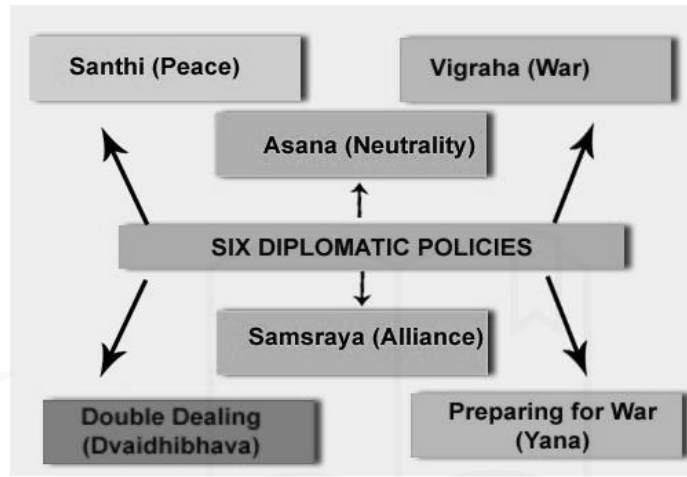 Santhi (Peace)
Vigraha (War)
Asana (Neutrality)
SIX DIPLOMATIC POLICIES
Samsraya (Alliance)
Double Dealing
(Dvaidhibhava)
Preparing for War
(Yana)